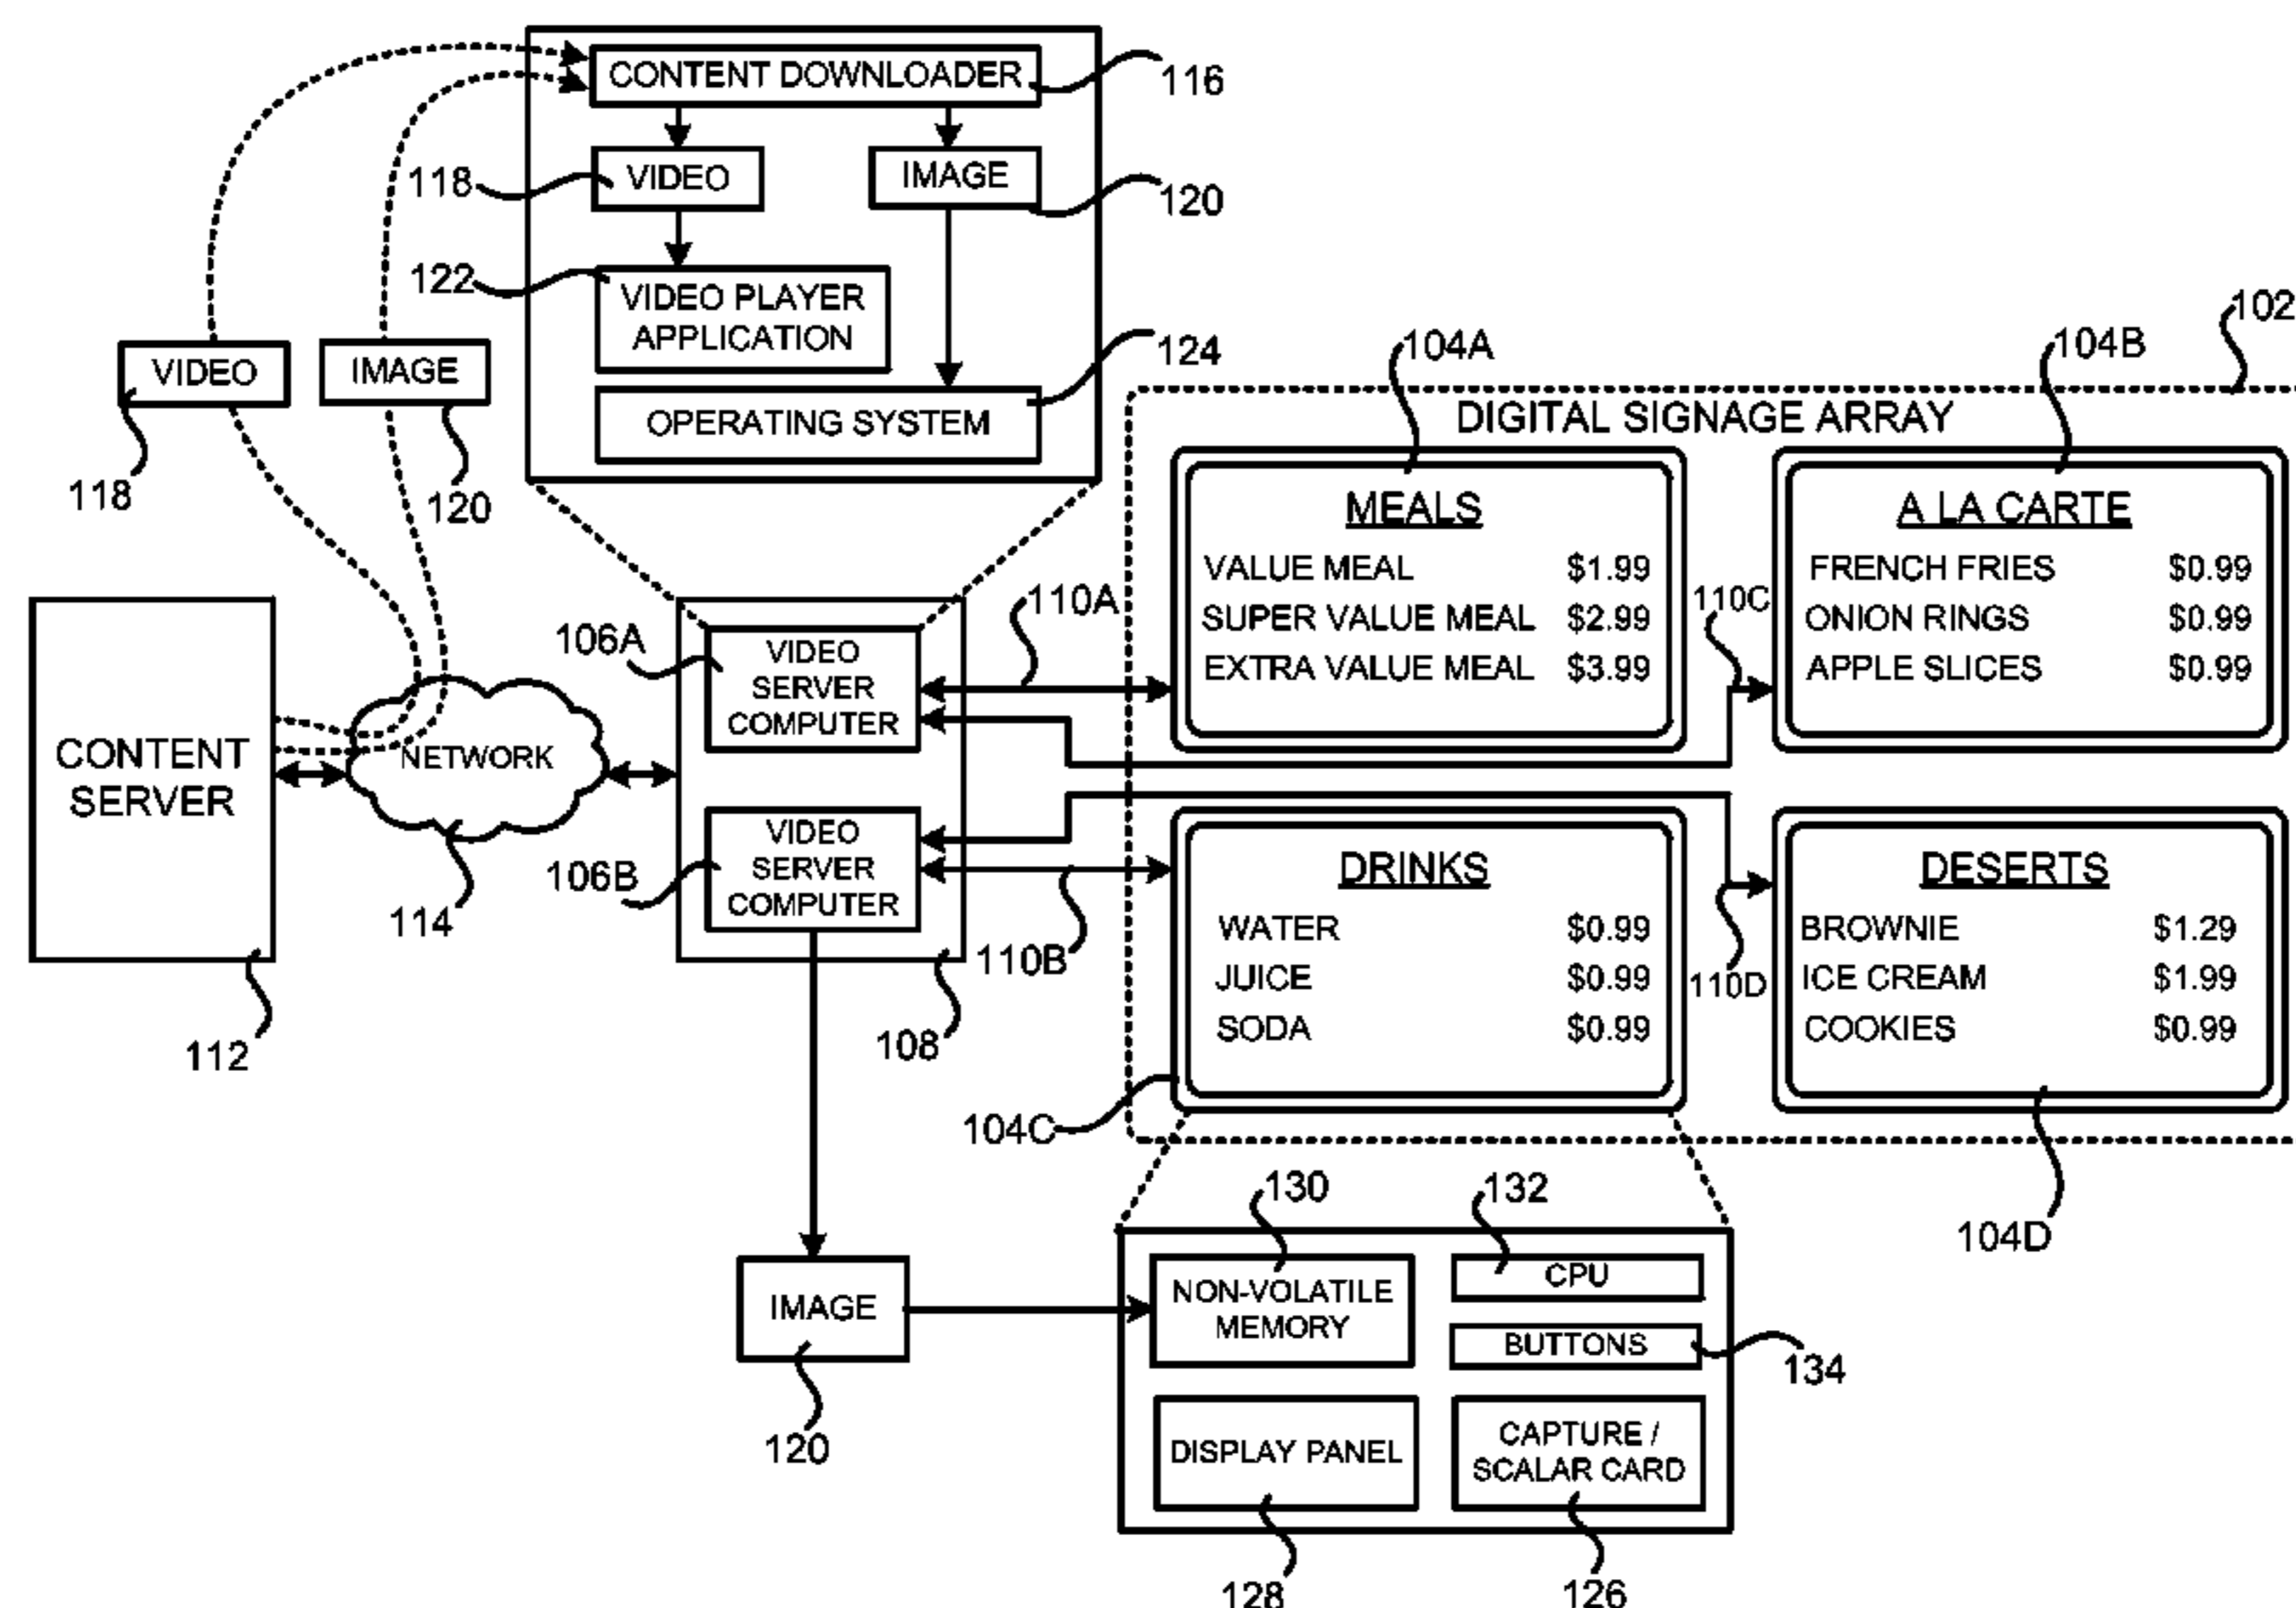 CONTENT DOWNLOADER
116
118
VIDEO
IMAGE
120
122
VIDEO PLAYER
APPLICATION
124
OPERATING SYSTEM
VIDEO
IMAGE
118
120
CONTENT
SERVER
112
NETWORK
114
106A
VIDEO
SERVER
COMPUTER
106B
VIDEO
SERVER
COMPUTER
108
110A
110B
110C
110D
102
DIGITAL SIGNAGE ARRAY
104A
MEALS
VALUE MEAL $1.99
SUPER VALUE MEAL $2.99
EXTRA VALUE MEAL $3.99
104B
A LA CARTE
FRENCH FRIES $0.99
ONION RINGS $0.99
APPLE SLICES $0.99
DRINKS
WATER $0.99
JUICE $0.99
SODA $0.99
104C
DESERTS
BROWNIE $1.29
ICE CREAM $1.99
COOKIES $0.99
104D
IMAGE
120
130
NON-VOLATILE
MEMORY
132
CPU
BUTTONS
134
DISPLAY PANEL
128
CAPTURE /
SCALAR CARD
126